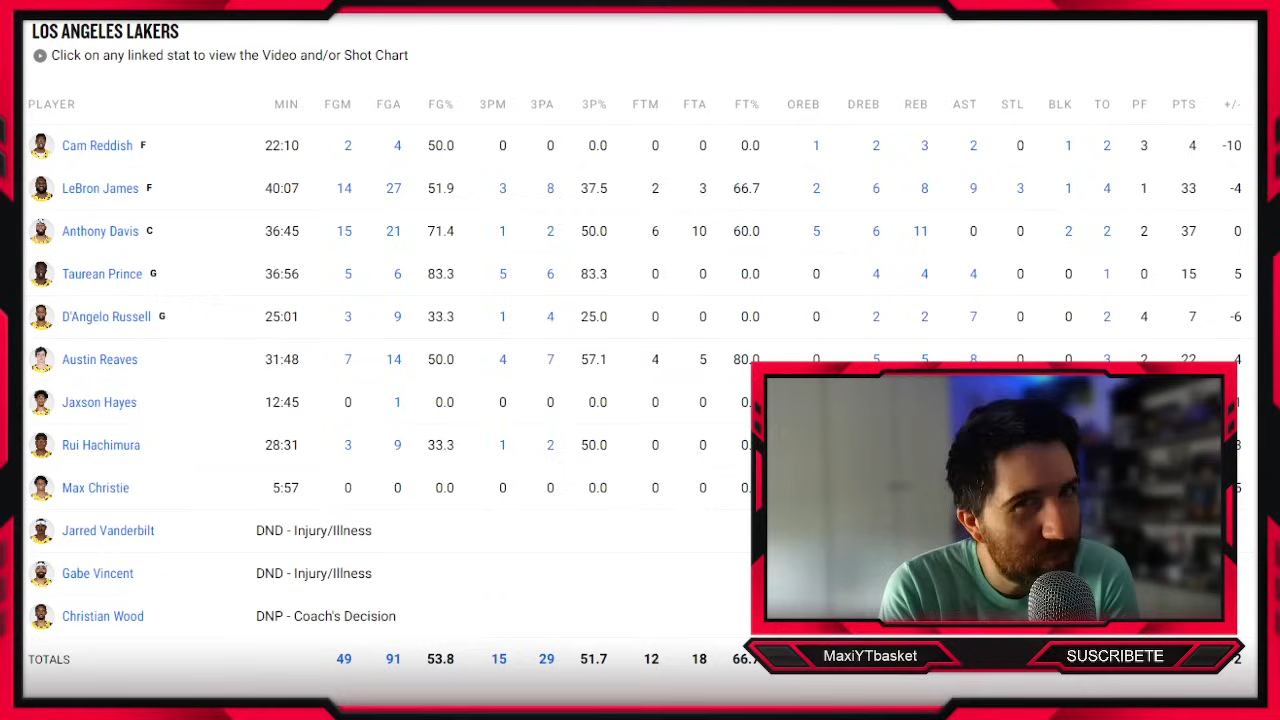 LOS ANGELES LAKERS
Click on any linked stat to view the Video and/or Shot Chart
PLAYER MIN FGM FGA FG% 3PM 3PA 3P% FTM FTA FT% OREB DREB REB AST STL BLK TO PF PTS +/-
Cam Reddish F 22:10 2 4 50.0 0 0 0.0 0 0 0.0 1 2 3 2 0 1 2 3 4 -10
LeBron James F 40:07 14 27 51.9 3 8 37.5 2 3 66.7 2 6 8 9 3 1 4 1 33 -4
Anthony Davis C 36:45 15 21 71.4 1 2 50.0 6 10 60.0 5 6 11 0 0 2 2 2 37 0
Taurean Prince G 36:56 5 6 83.3 5 6 83.3 0 0 0.0 0 4 4 4 0 0 1 0 15 5
D'Angelo Russell G 25:01 3 9 33.3 1 4 25.0 0 0 0.0 0 2 2 7 0 0 2 4 7 -6
Austin Reaves 31:48 7 14 50.0 4 7 57.1 4 5 80.0 0 5 5 8 0 0 3 2 22 4
Jaxson Hayes 12:45 0 1 0.0 0 0 0.0 0 0
Rui Hachimura 28:31 3 9 33.3 1 2 50.0 0 0
Max Christie 5:57 0 0 0.0 0 0 0.0 0 0
Jarred Vanderbilt DND - Injury/Illness
Gabe Vincent DND - Injury/Illness
Christian Wood DNP - Coach's Decision
TOTALS 49 91 53.8 15 29 51.7 12 18 66.
MaxiYTbasket
SUSCRIBETE